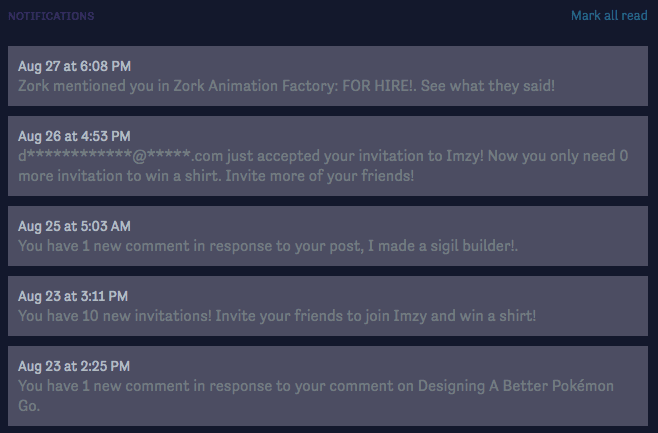 NOTIFICATIONS
Mark all read
Aug 27 at 6:08 PM
Zork mentioned you in Zork Animation Factory: FOR HIRE!. See what they said!
Aug 26 at 4:53 PM
d************@*****.com just accepted your invitation to Imzy! Now you only need 0
more invitation to win a shirt. Invite more of your friends!
Aug 25 at 5:03 AM
You have 1 new comment in response to your post, I made a sigil builder!.
Aug 23 at 3:11 PM
You have 10 new invitations! Invite your friends to join Imzy and win a shirt!
Aug 23 at 2:25 PM
You have 1 new comment in response to your comment on Designing A Better Pokémon
Go.